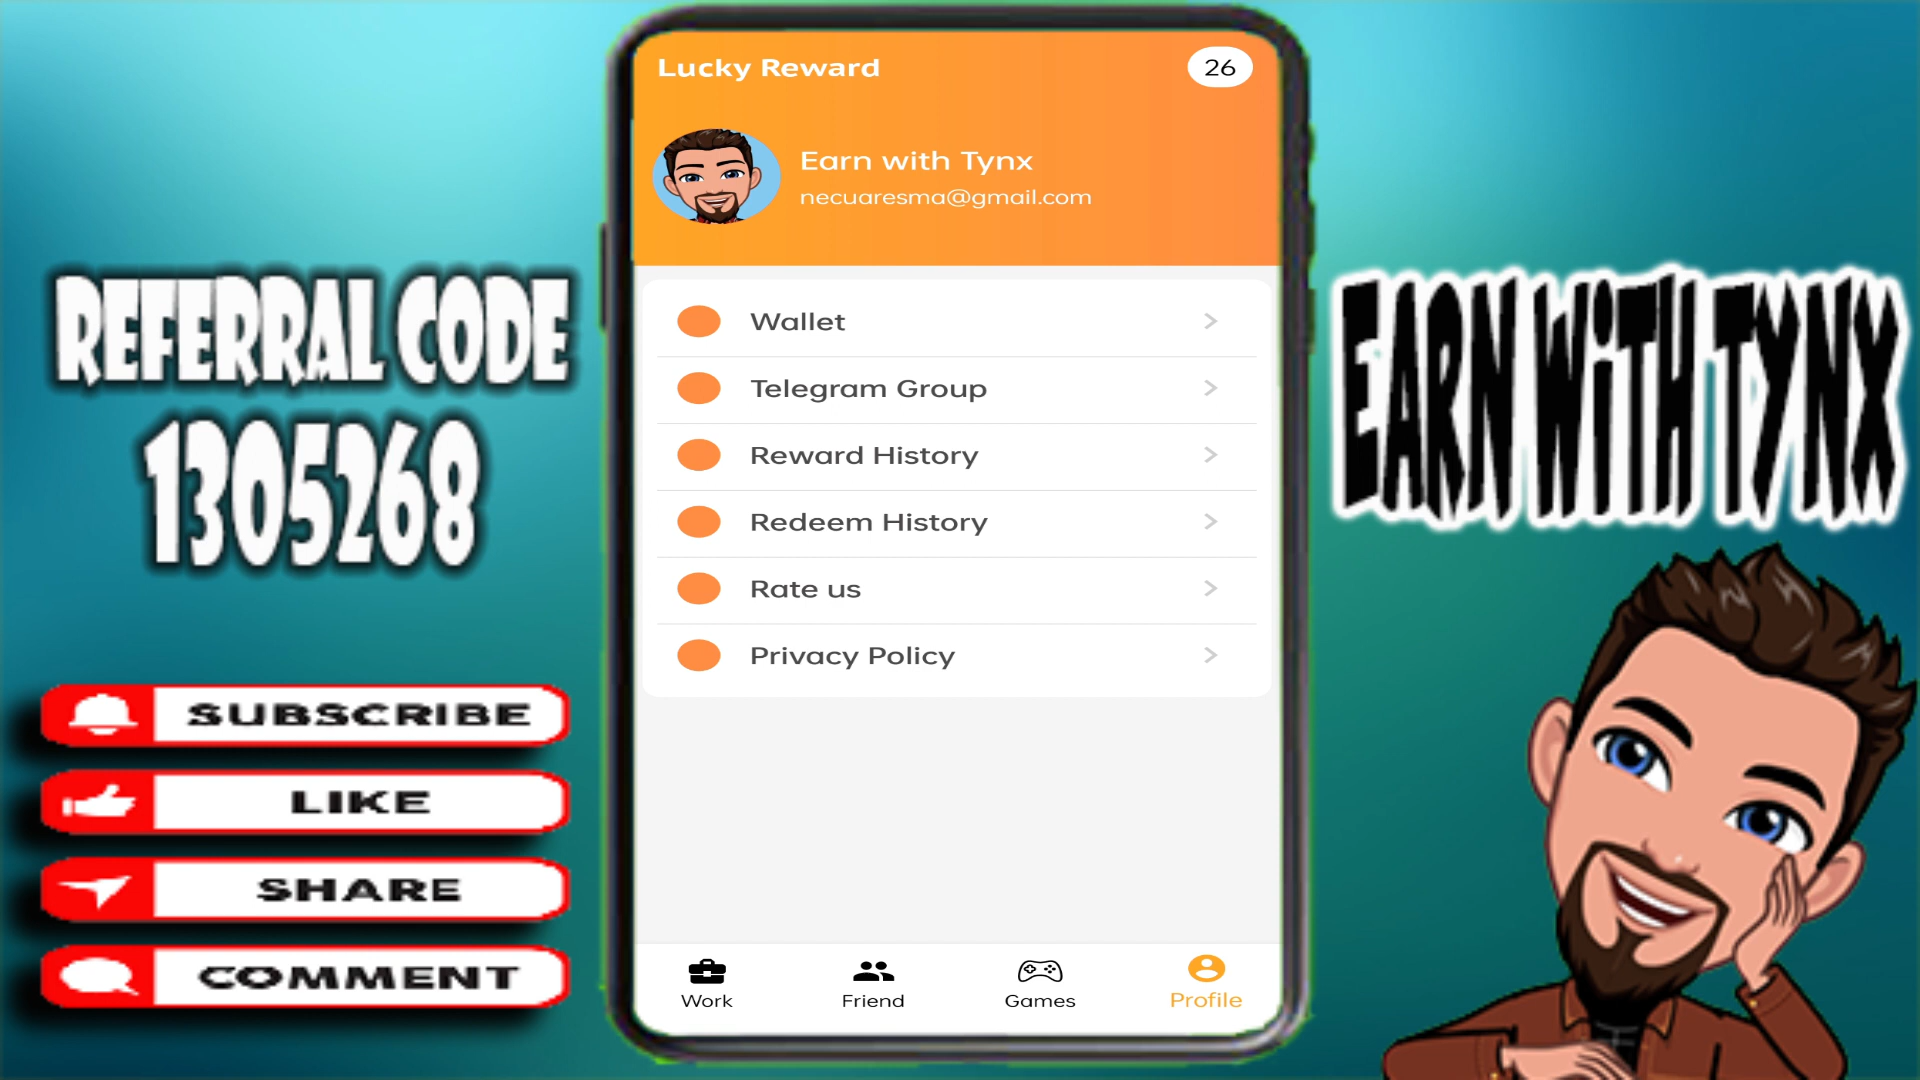 REFERRAL CODE
1305268
SUBSCRIBE
LIKE
SHARE
COMMENT
Lucky Reward
26
Earn with Tynx
necuaresma@gmail.com
Wallet
Telegram Group
Reward History
Redeem History
Rate us
Privacy Policy
Work
Friend
Games
Profile
EARN WiTH TYNX